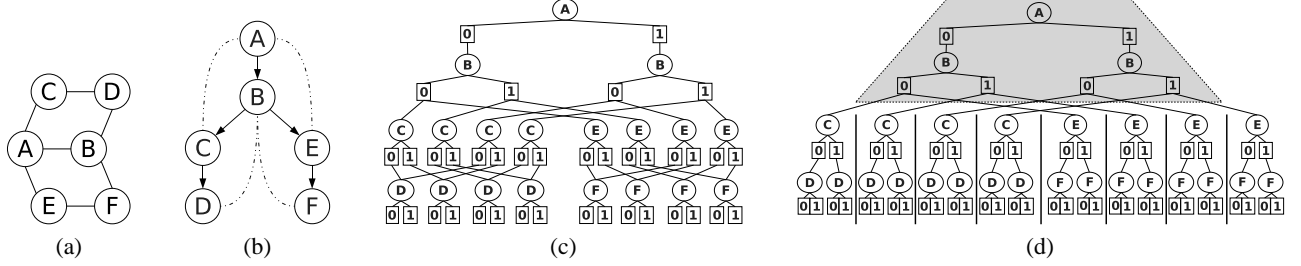 C D
A B
E F
(a)
A
B
C E
D F
(b)
A
0 1
B B
0 1 0 1
C C C C E E E E
0 1 0 1 0 1 0 1 0 1 0 1 0 1 0 1
D D D D F F F F
0 1 0 1 0 1 0 1 0 1 0 1 0 1 0 1
(c)
A
0 1
B B
0 1 0 1
C C C C E E E E
0 1 0 1 0 1 0 1 0 1 0 1 0 1 0 1
D D D D D D D D F F F F F F F F
0 1 0 1 0 1 0 1 0 1 0 1 0 1 0 1 0 1 0 1 0 1 0 1 0 1 0 1 0 1 0 1
(d)